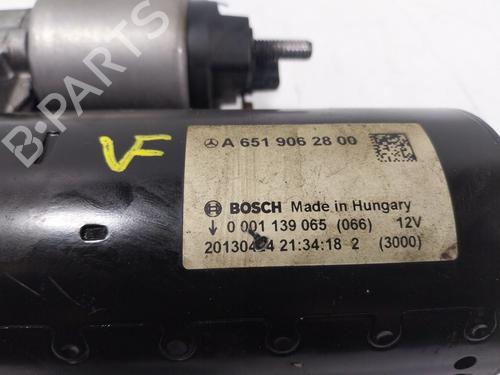 A 651 906 28 00
BOSCH Made in Hungary
0 001 139 065 (066) 12V
21:34:18 2 (3000)
VF
B-PARTS